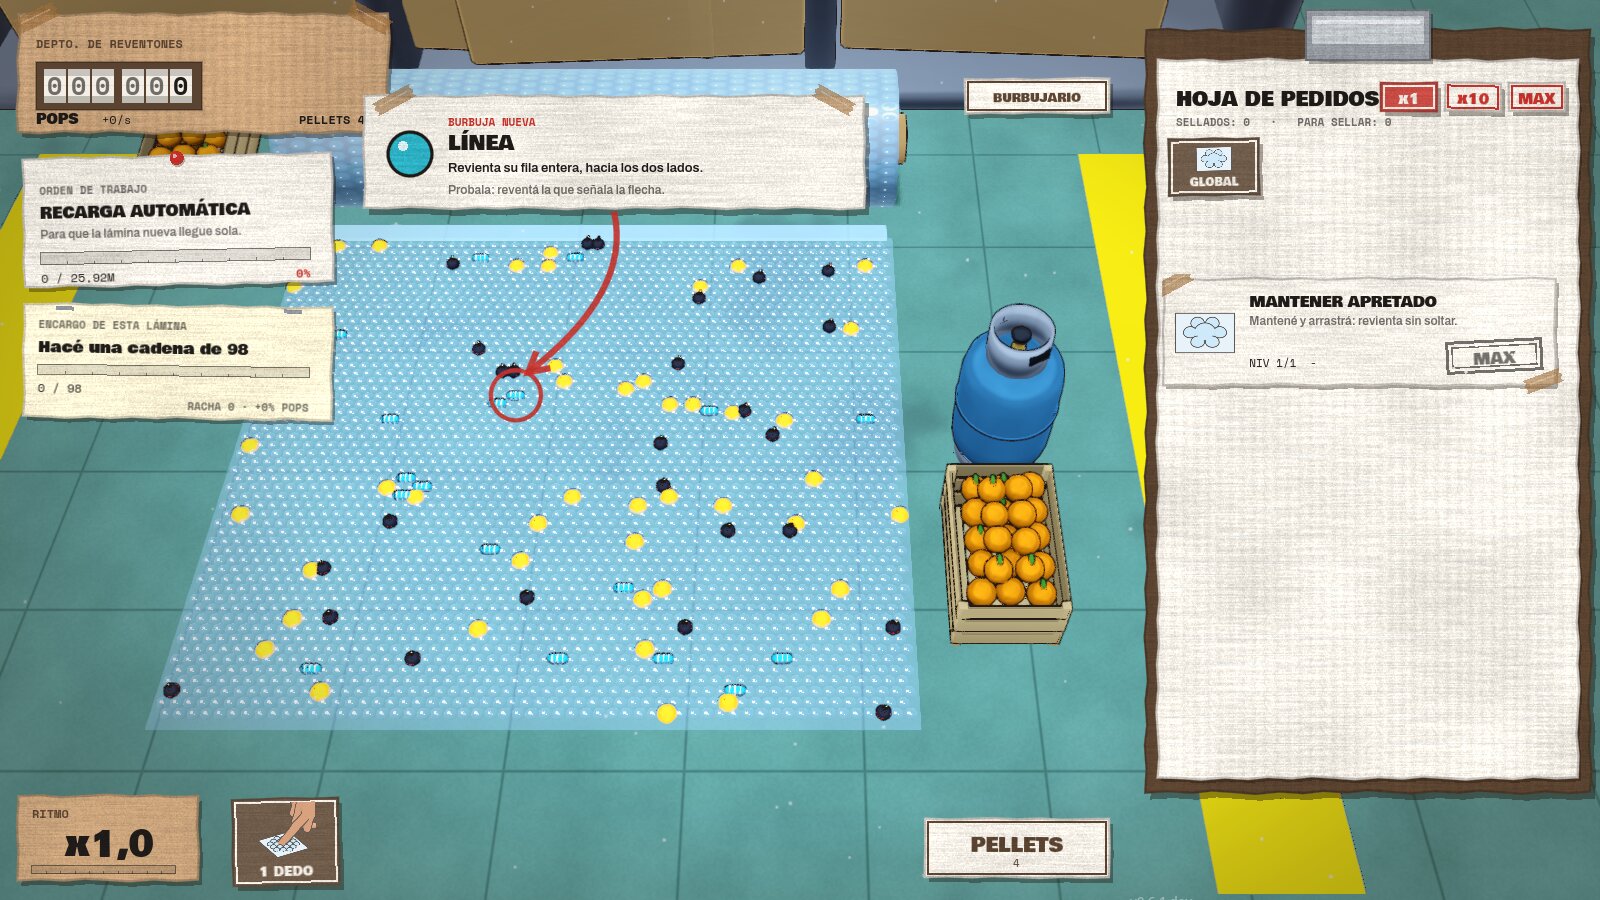 DEPTO. DE REVENTONES
000 000
POPS +0/s PELLETS 4
BURBUJA NUEVA
LÍNEA
Revienta su fila entera, hacia los dos lados.
Probala: reventá la que señala la flecha.
ORDEN DE TRABAJO
RECARGA AUTOMÁTICA
Para que la lámina nueva llegue sola.
0 / 25.92M 0%
ENCARGO DE ESTA LÁMINA
Hacé una cadena de 98
0 / 98
RACHA 0 · +0% POPS
BURBUJARIO
HOJA DE PEDIDOS x1 x10 MAX
SELLADOS: 0 · PARA SELLAR: 0
GLOBAL
MANTENER APRETADO
Mantené y arrastrá: revienta sin soltar.
NIV 1/1 -
MAX
RITMO
x1,0
1 DEDO
PELLETS
4